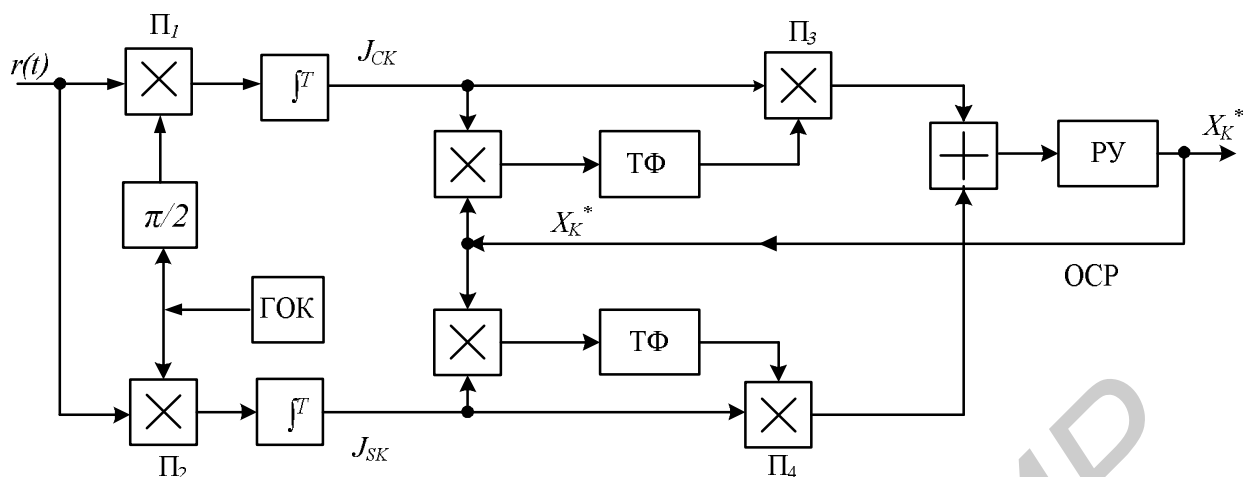 П1
r(t)
∫T
JCK
П3
ТФ
XK*
РУ
π/2
XK*
ОСР
ГОК
ТФ
∫T
JSK
П2
П4